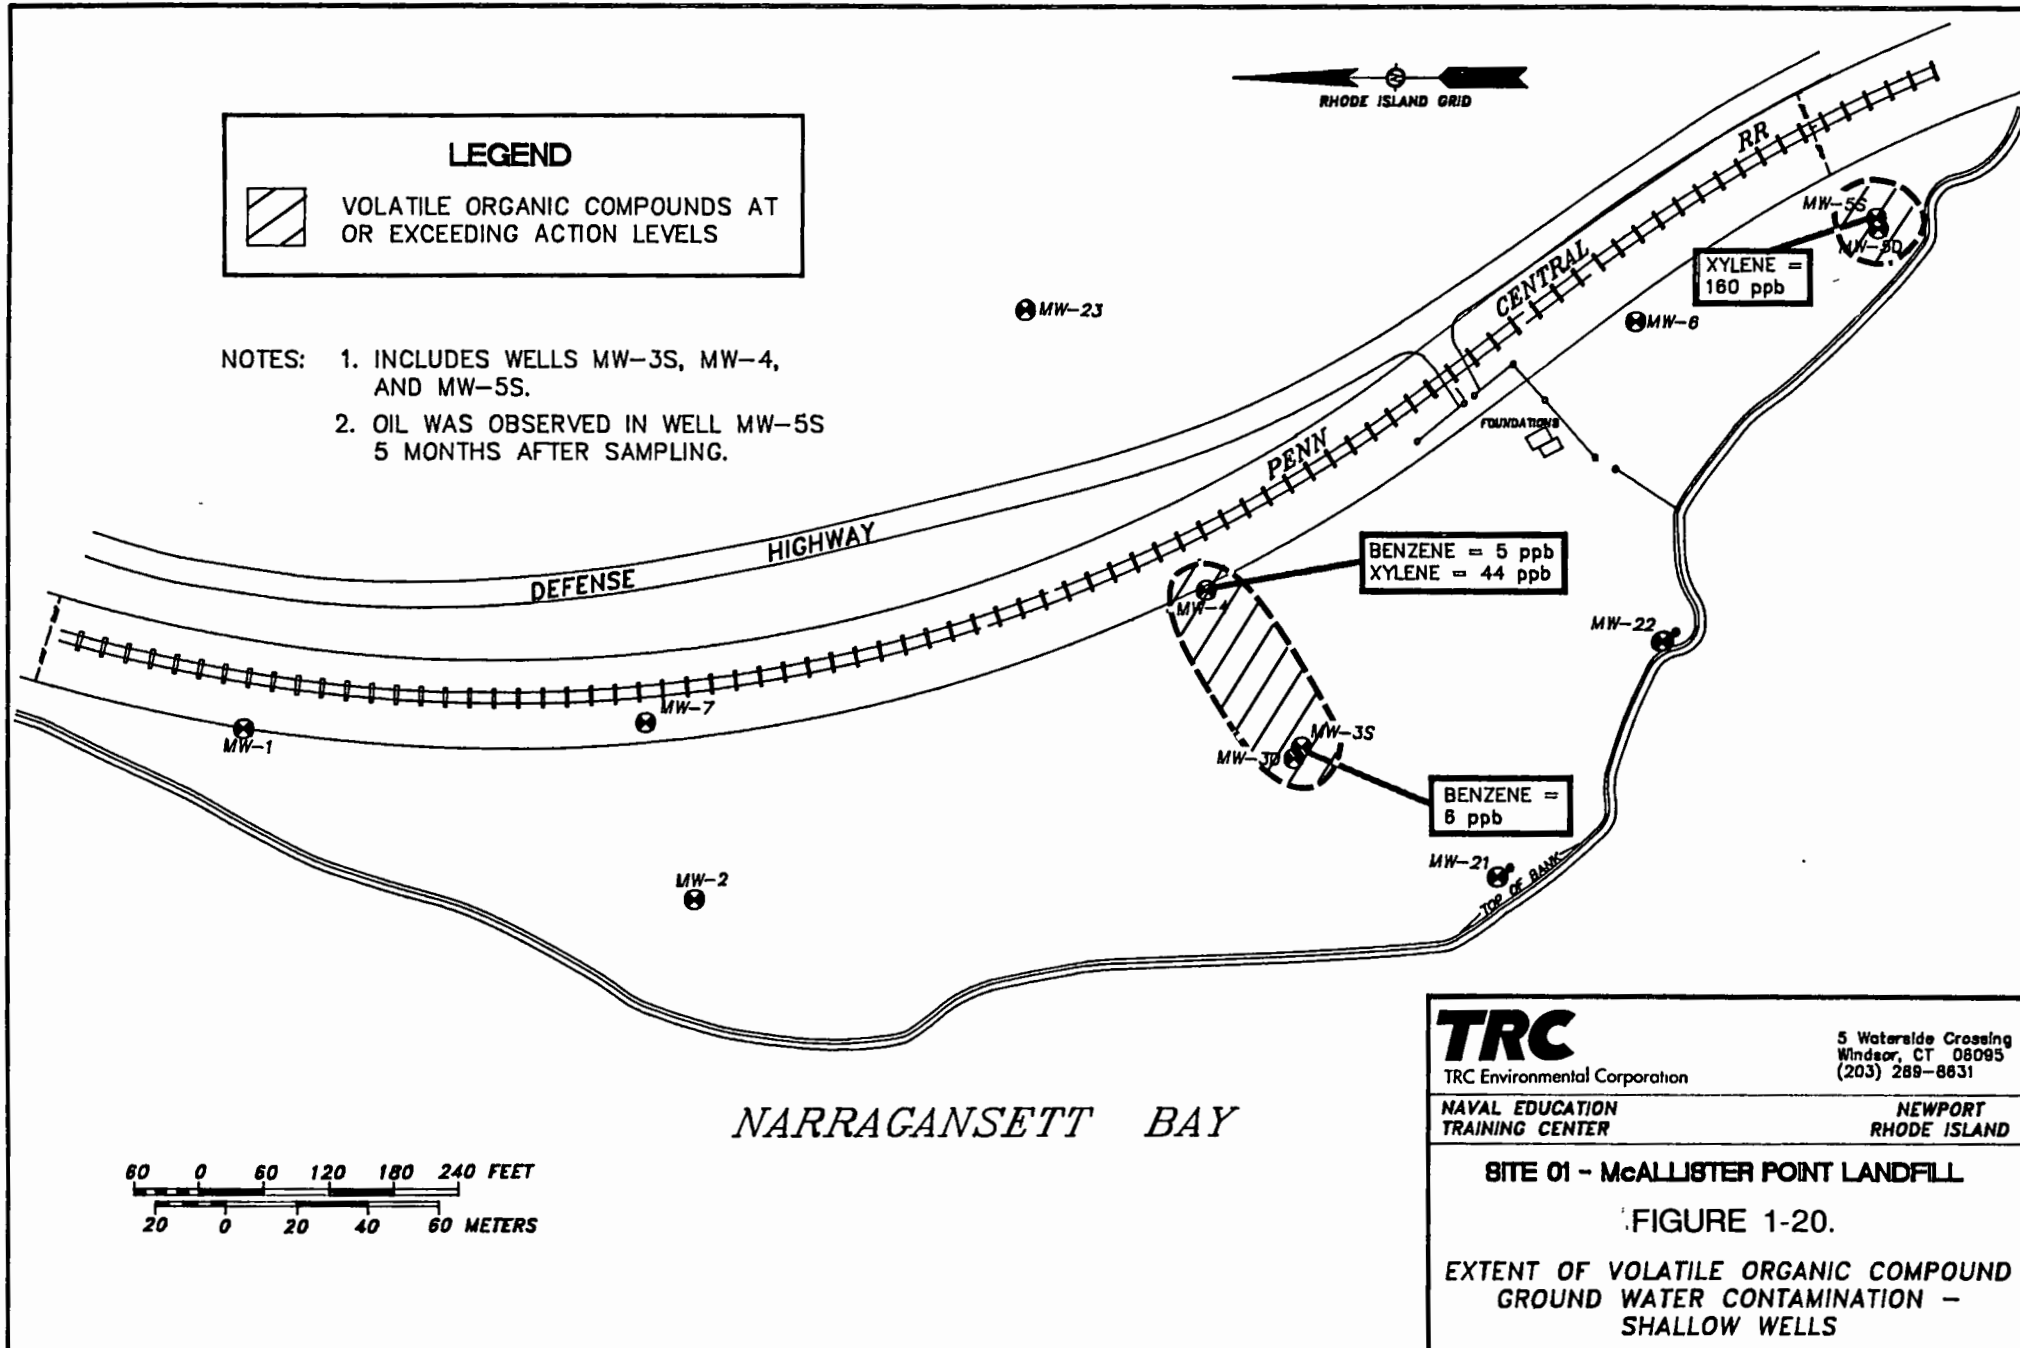 RHODE ISLAND GRID
LEGEND
VOLATILE ORGANIC COMPOUNDS AT
OR EXCEEDING ACTION LEVELS
NOTES: 1. INCLUDES WELLS MW-3S, MW-4,
AND MW-5S.
2. OIL WAS OBSERVED IN WELL MW-5S
5 MONTHS AFTER SAMPLING.
MW-23
PENN CENTRAL RR
MW-5S
MW-5D
XYLENE =
160 ppb
MW-6
FOUNDATIONS
DEFENSE HIGHWAY
BENZENE = 5 ppb
XYLENE = 44 ppb
MW-4
MW-22
MW-7
MW-1
MW-3S
MW-3D
BENZENE =
6 ppb
MW-2
MW-21
TOP OF BANK
NARRAGANSETT BAY
60 0 60 120 180 240 FEET
20 0 20 40 60 METERS
TRC
TRC Environmental Corporation
5 Waterside Crossing
Windsor, CT 06095
(203) 289-8631
NAVAL EDUCATION
TRAINING CENTER
NEWPORT
RHODE ISLAND
SITE 01 - McALLISTER POINT LANDFILL
FIGURE 1-20.
EXTENT OF VOLATILE ORGANIC COMPOUND
GROUND WATER CONTAMINATION -
SHALLOW WELLS